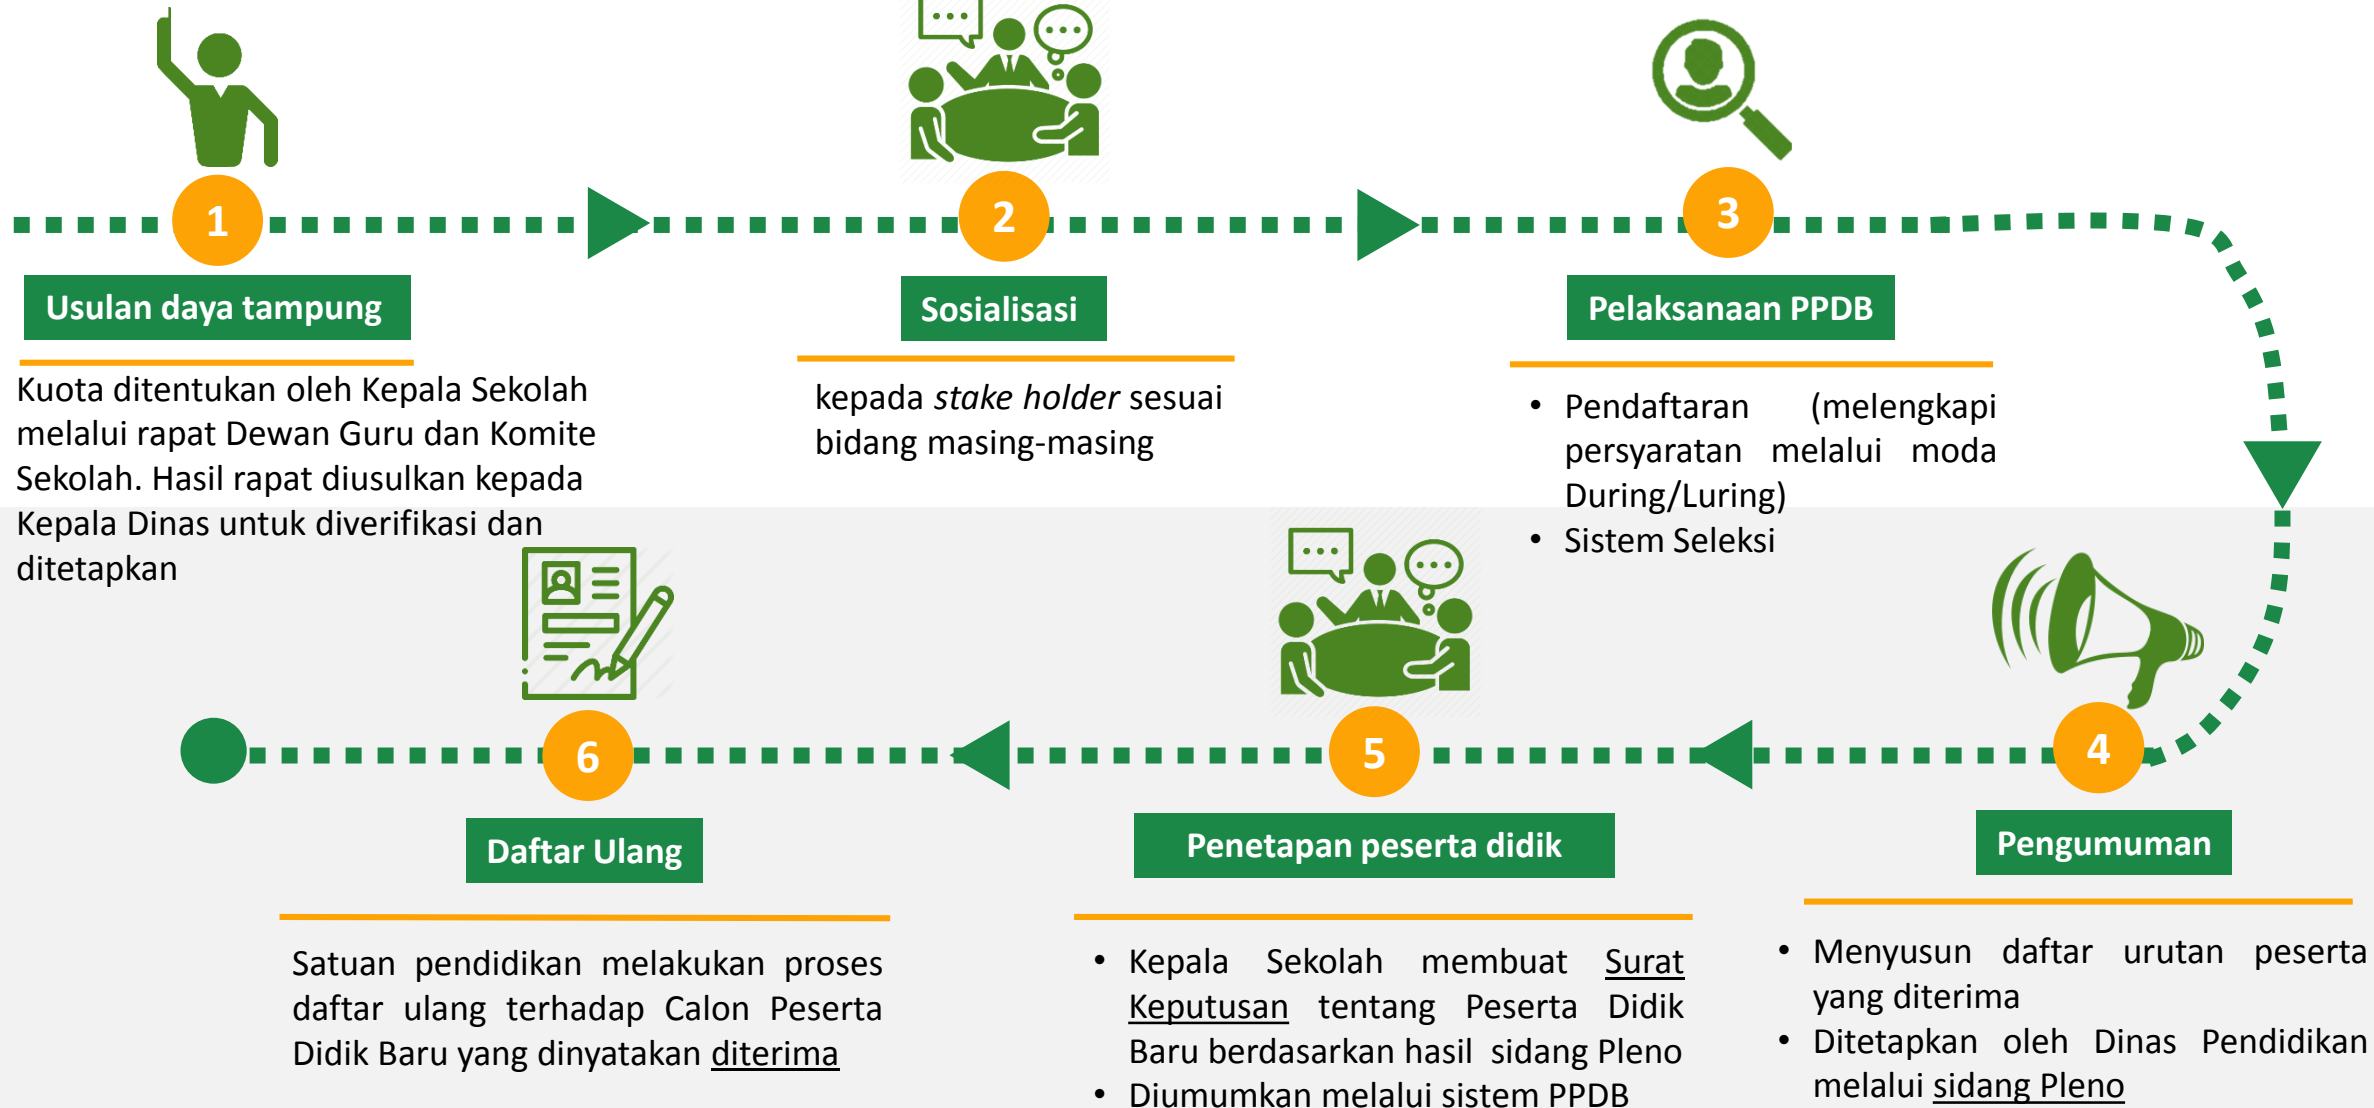 1
Usulan daya tampung
Kuota ditentukan oleh Kepala Sekolah
melalui rapat Dewan Guru dan Komite
Sekolah. Hasil rapat diusulkan kepada
Kepala Dinas untuk diverifikasi dan
ditetapkan
2
Sosialisasi
kepada stake holder sesuai
bidang masing-masing
3
Pelaksanaan PPDB
• Pendaftaran (melengkapi
persyaratan melalui moda
During/Luring)
• Sistem Seleksi
4
Pengumuman
• Menyusun daftar urutan peserta
yang diterima
• Ditetapkan oleh Dinas Pendidikan
melalui sidang Pleno
5
Penetapan peserta didik
• Kepala Sekolah membuat Surat
Keputusan tentang Peserta Didik
Baru berdasarkan hasil sidang Pleno
• Diumumkan melalui sistem PPDB
6
Daftar Ulang
Satuan pendidikan melakukan proses
daftar ulang terhadap Calon Peserta
Didik Baru yang dinyatakan diterima